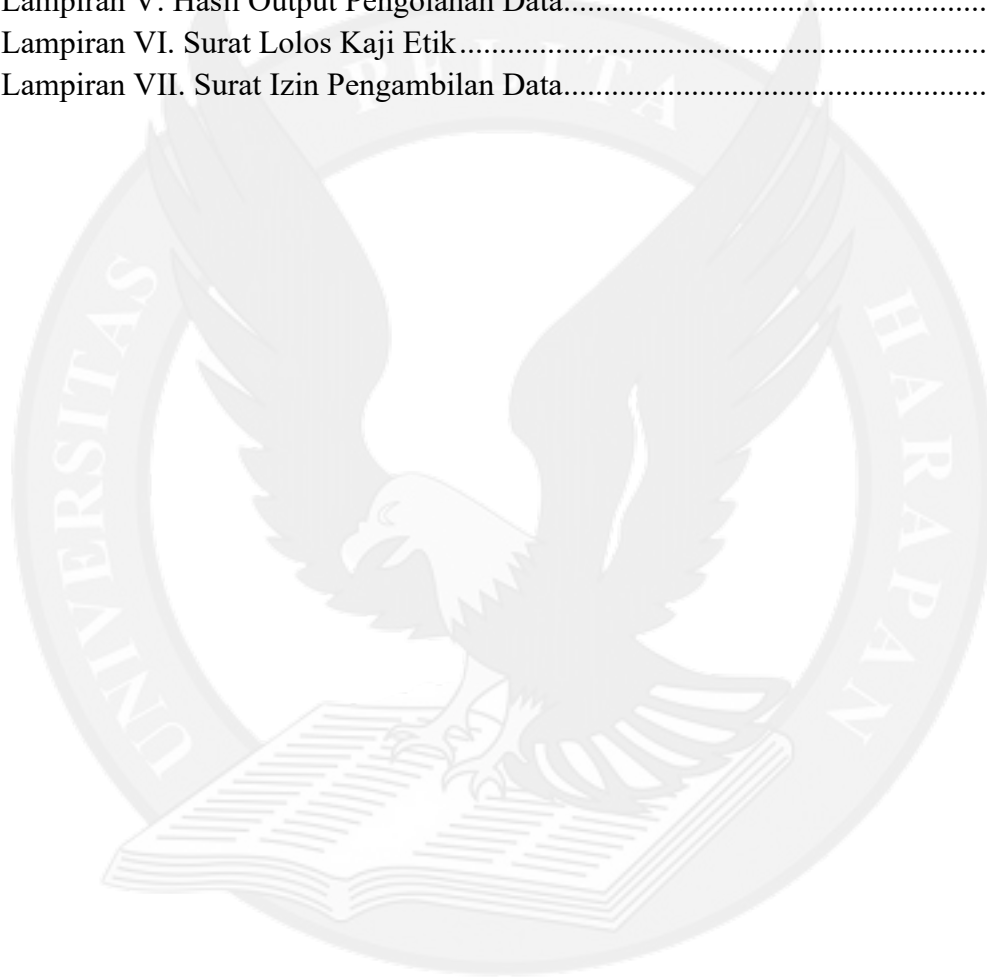 Lampiran V. Hasil Output Pengolahan Data.....................................................
Lampiran VI. Surat Lolos Kaji Etik..................................................................
Lampiran VII. Surat Izin Pengambilan Data.....................................................
UNIVERSITAS PELITA HARAPAN